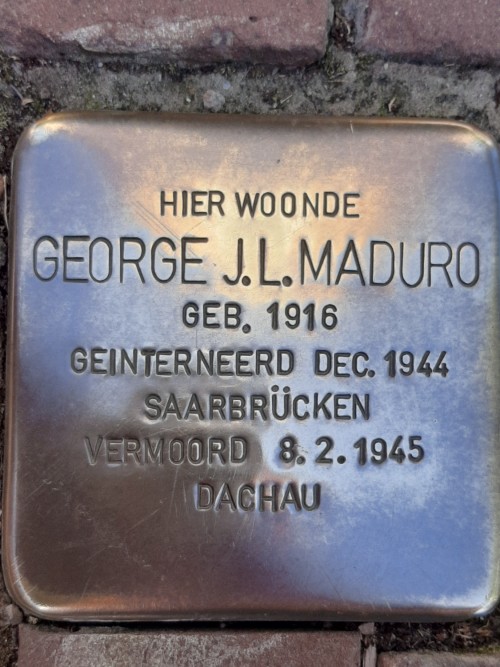 HIER WOONDE
GEORGE J.L. MADURO
GEB. 1916
GEINTERNEERD DEC. 1944
SAARBRÜCKEN
VERMOORD 8.2.1945
DACHAU